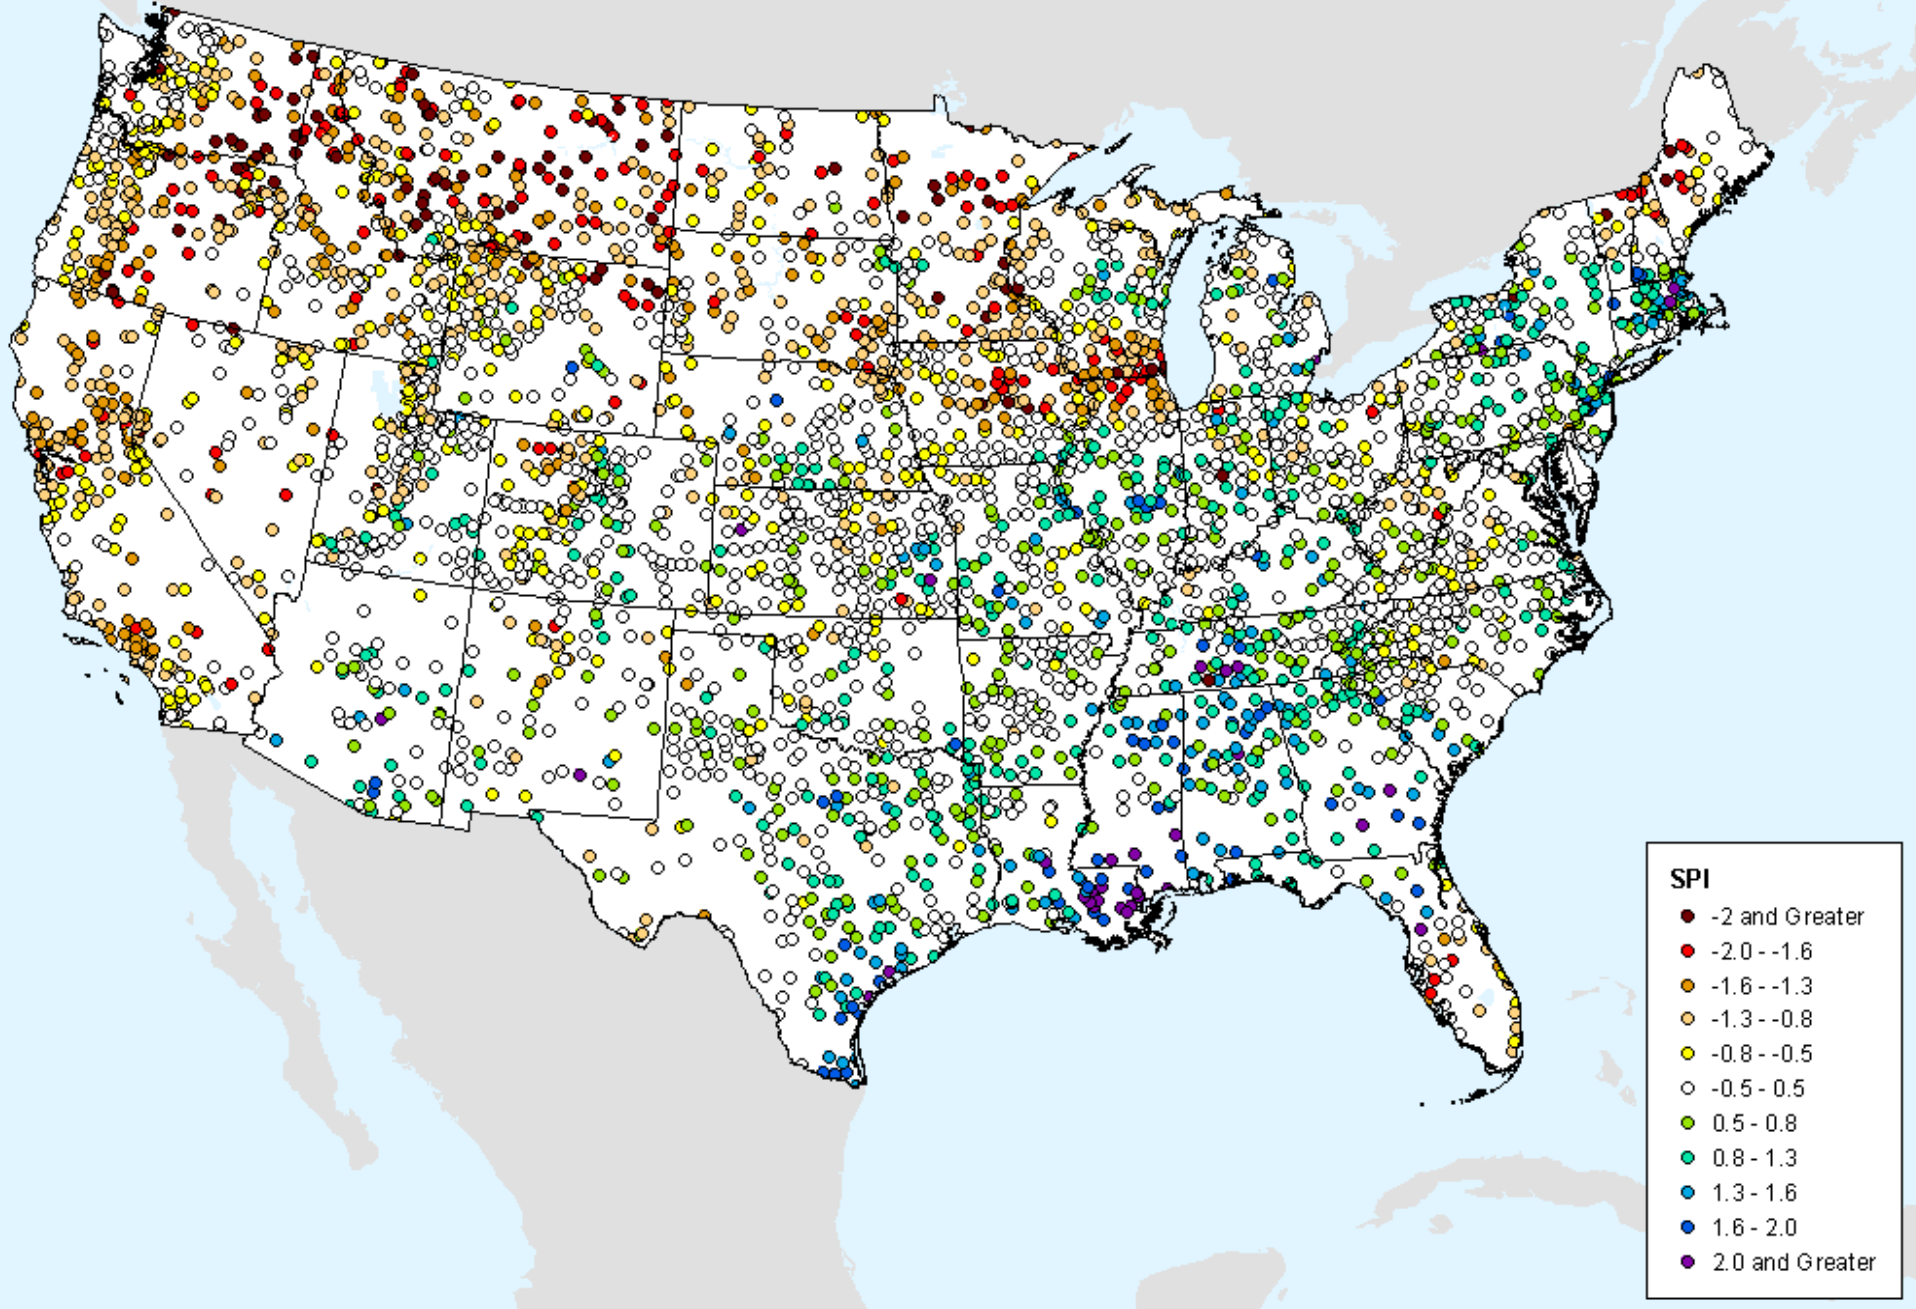 SPI
-2 and Greater
-2.0 - -1.6
-1.6 - -1.3
-1.3 - -0.8
-0.8 - -0.5
-0.5 - 0.5
0.5 - 0.8
0.8 - 1.3
1.3 - 1.6
1.6 - 2.0
2.0 and Greater